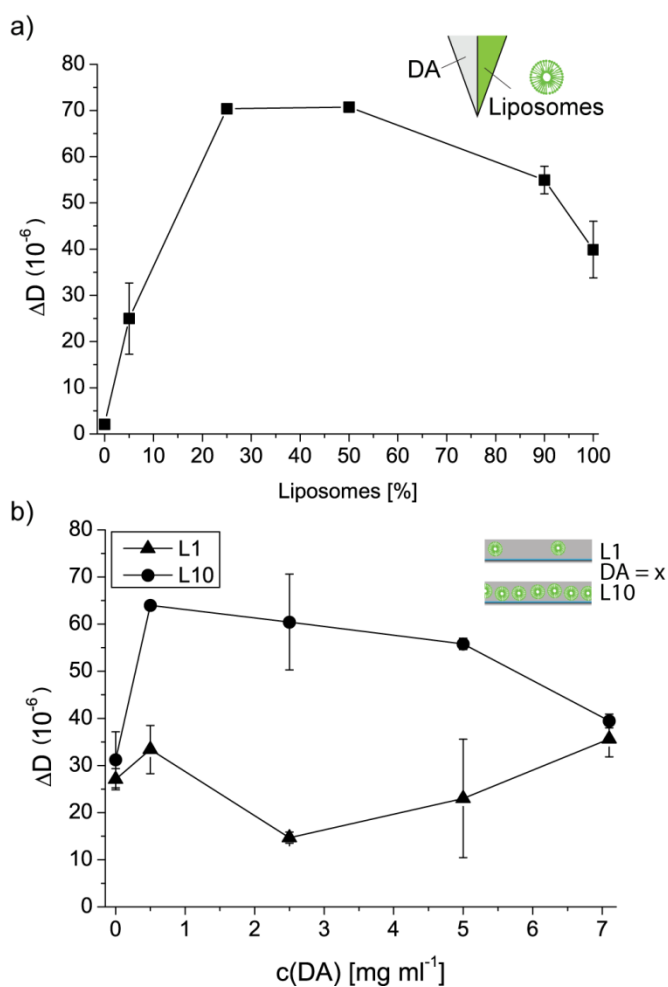 a)
DA
Liposomes
80
70
60
50
40
30
20
10
0
ΔD (10⁻⁶)
0 10 20 30 40 50 60 70 80 90 100
Liposomes [%]
b)
L1
L10
L1
DA = x
L10
80
70
60
50
40
30
20
10
0
ΔD (10⁻⁶)
0 1 2 3 4 5 6 7
c(DA) [mg ml⁻¹]